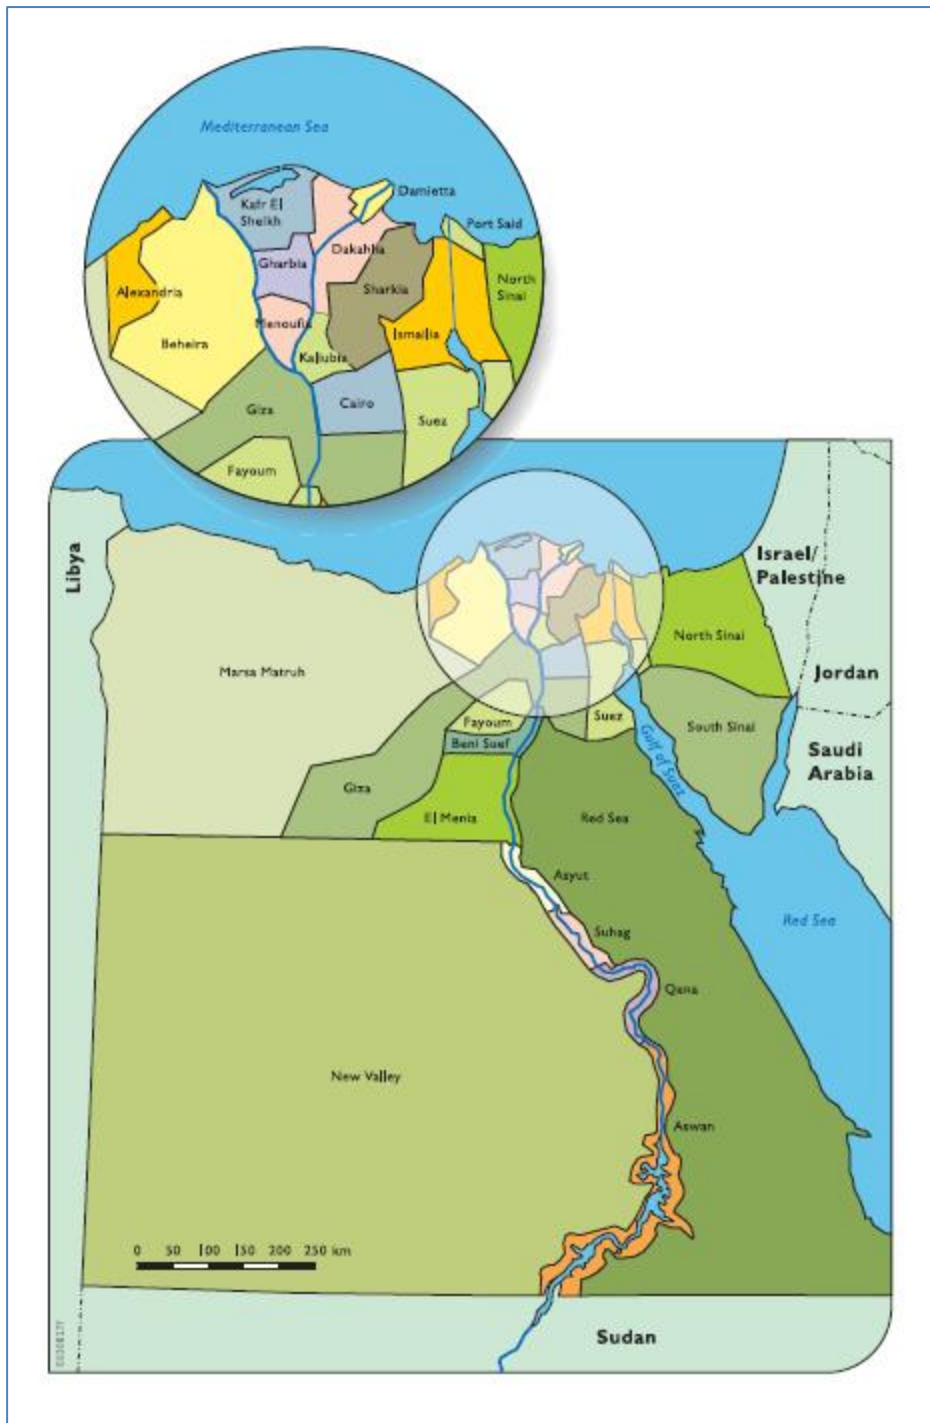 Mediterranean Sea
Damietta
Kafr El
Sheikh
Port Said
Dakahlia
Gharbia
North
Sinai
Sharkia
Alexandria
Menoufia
Ismailia
Beheira
Kaliubia
Giza
Cairo
Suez
Fayoum
Libya
Israel/
Palestine
North Sinai
Marsa Matruh
Jordan
Fayoum
Suez
South Sinai
Beni Suef
Gulf of Suez
Saudi
Arabia
Giza
El Menia
Red Sea
Asyut
Red Sea
Suhag
Qena
New Valley
Aswan
0 50 100 150 200 250 km
Sudan